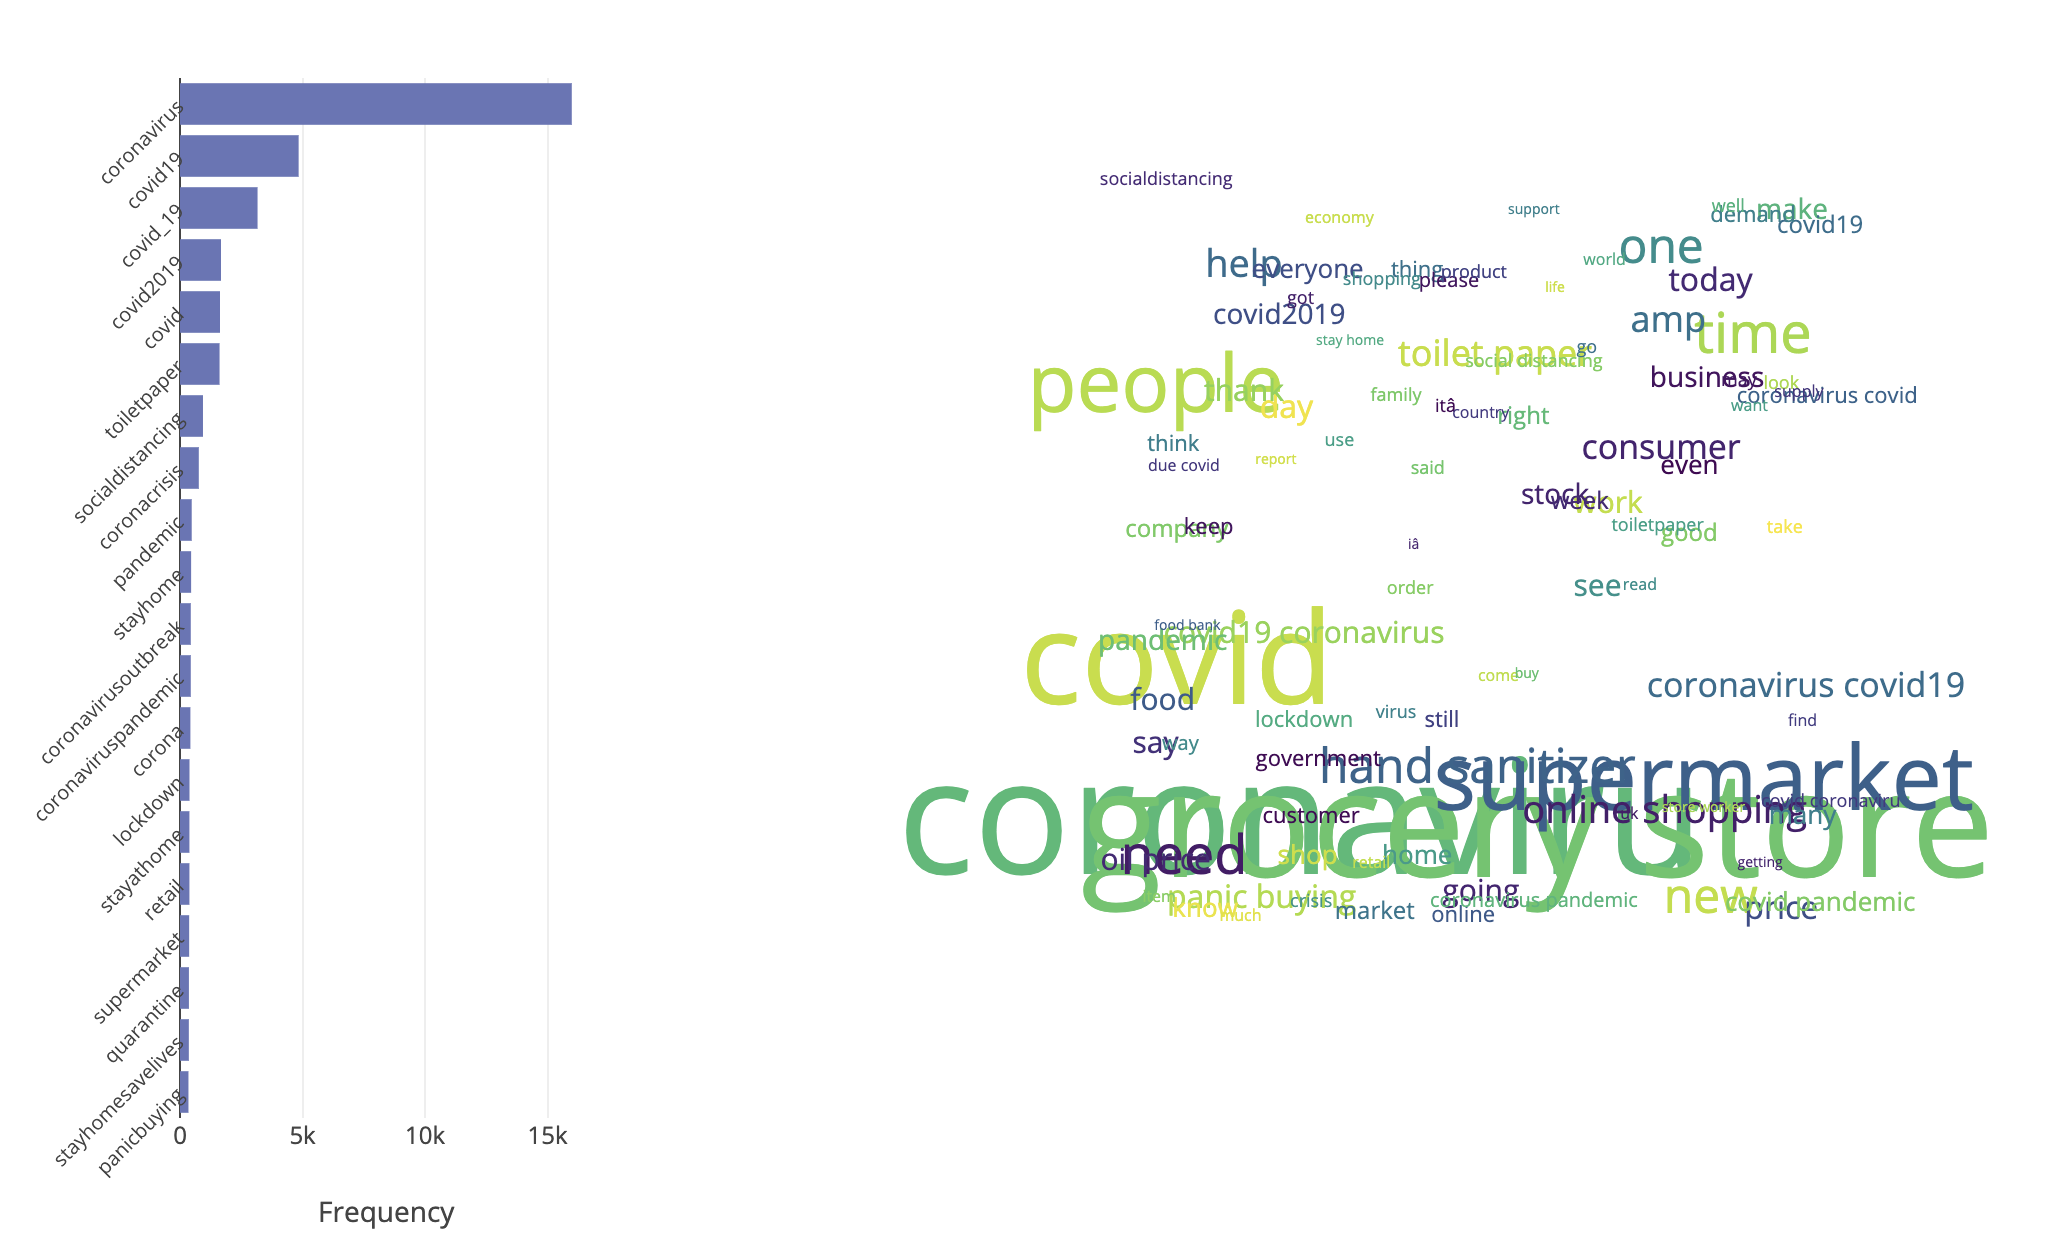 coronavirus
covid19
covid_19
covid2019
covid
toiletpaper
socialdistancing
coronacrisis
pandemic
stayhome
coronavirusoutbreak
coronaviruspandemic
corona
lockdown
stayathome
retail
supermarket
quarantine
stayhomesavelives
panicbuying
0 5k 10k 15k
Frequency
socialdistancing
economy
support
well
make
demand
covid19
one
world
help
everyone
thing
product
shopping
please
today
life
got
covid2019
amp
time
stay home
toilet paper
go
social distancing
people
thank
day
family
business
may
look
supply
coronavirus covid
want
itâ
country
right
think
use
consumer
due covid
report
said
even
stock
week
work
company
keep
toiletpaper
good
take
iâ
order
see
read
food bank
covid19 coronavirus
pandemic
covid
come
buy
coronavirus covid19
food
lockdown
virus
still
find
say
way
government
hand sanitizer
supermarket
coronavirus
grocery store
online shopping
store worker
covid coronavirus
uk
many
customer
oil price
need
shop
retail
home
getting
item
panic buying
know
much
crisis
market
going
online
coronavirus pandemic
new
price
covid pandemic